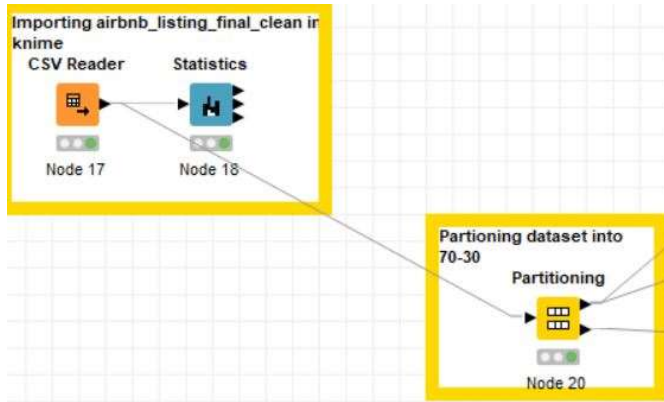 Importing airbnb_listing_final_clean in
knime
CSV Reader Statistics
Node 17 Node 18
Partioning dataset into
70-30
Partitioning
Node 20